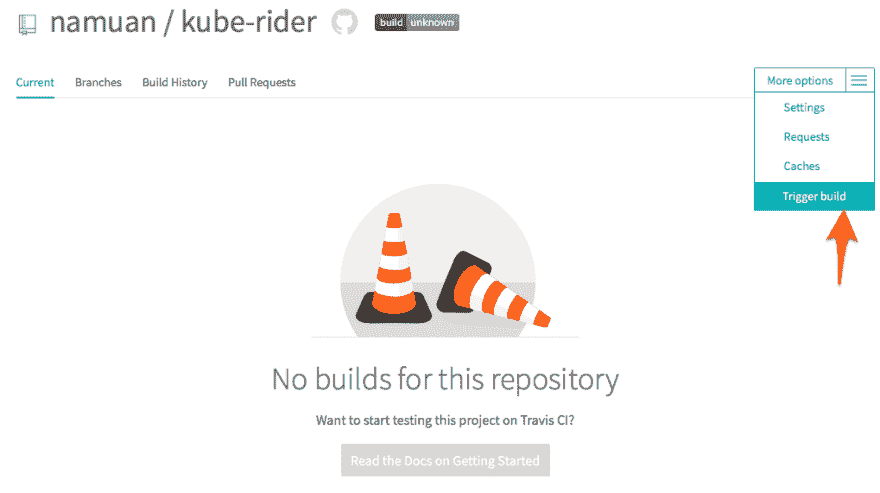 namuan / kube-rider
build unknown
Current Branches Build History Pull Requests
More options
Settings
Requests
Caches
Trigger build
No builds for this repository
Want to start testing this project on Travis CI?
Read the Docs on Getting Started